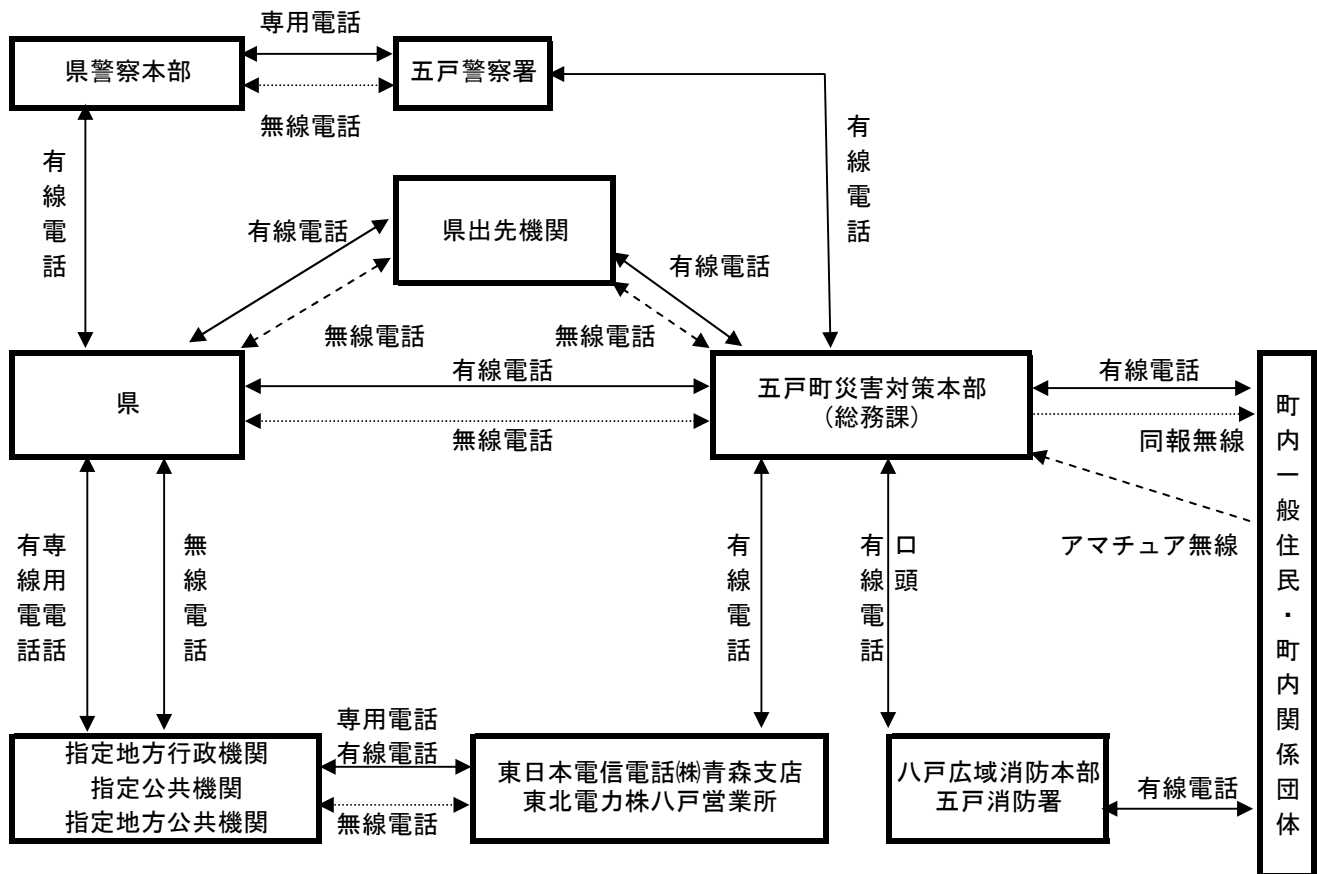 専用電話
県警察本部
五戸警察署
無線電話
有線電話
有線電話
県出先機関
有線電話
有線電話
無線電話
無線電話
県
有線電話
無線電話
五戸町災害対策本部
(総務課)
有線電話
同報無線
アマチュア無線
町内一般住民・町内関係団体
専用電話
有線電話
無線電話
有線電話
口頭
有線電話
指定地方行政機関
指定公共機関
指定地方公共機関
専用電話
有線電話
無線電話
東日本電信電話㈱青森支店
東北電力株八戸営業所
八戸広域消防本部
五戸消防署
有線電話